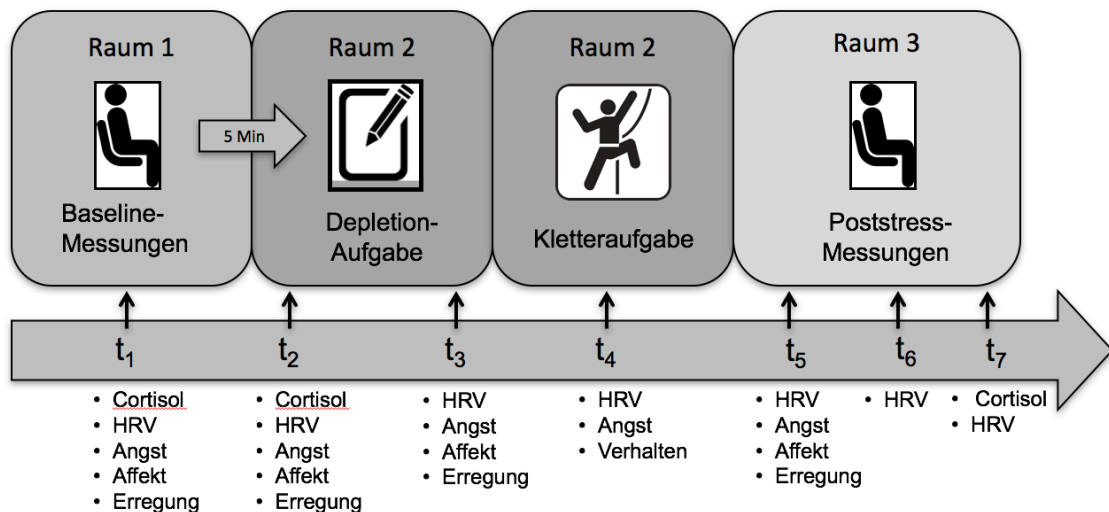 Raum 1
Raum 2
Raum 2
Raum 3
5 Min
Baseline-
Messungen
Depletion-
Aufgabe
Kletteraufgabe
Poststress-
Messungen
t1
t2
t3
t4
t5
t6
t7
• Cortisol
• HRV
• Angst
• Affekt
• Erregung
• Cortisol
• HRV
• Angst
• Affekt
• Erregung
• HRV
• Angst
• Affekt
• Erregung
• HRV
• Angst
• Verhalten
• HRV
• Angst
• Affekt
• Erregung
• HRV
• Cortisol
• HRV